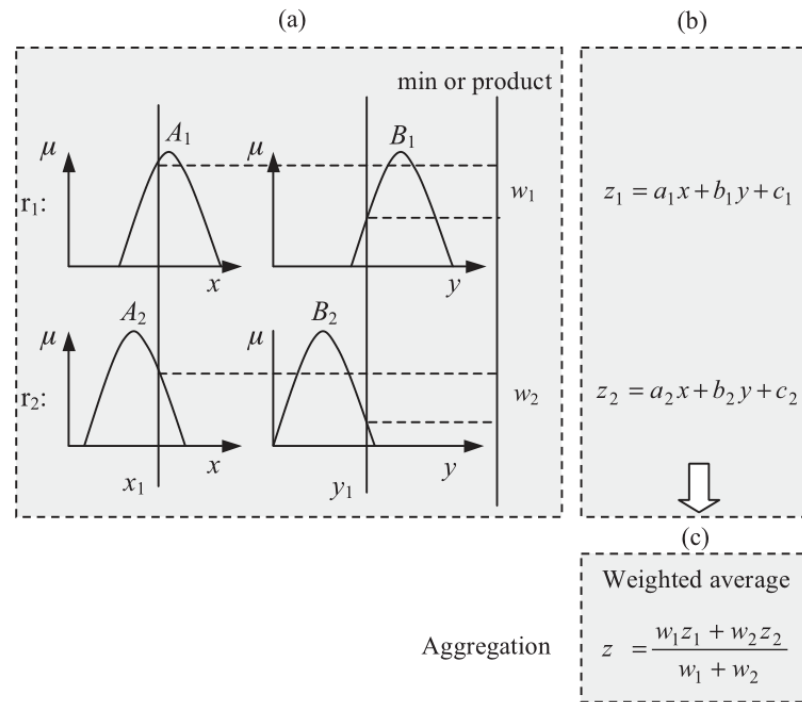 (a)
(b)
min or product
A₁
B₁
μ
μ
r₁:
w₁
z₁ = a₁x + b₁y + c₁
x
y
A₂
B₂
μ
μ
r₂:
w₂
z₂ = a₂x + b₂y + c₂
x
y
x₁
y₁
(c)
Weighted average
Aggregation
z = (w₁z₁ + w₂z₂) / (w₁ + w₂)